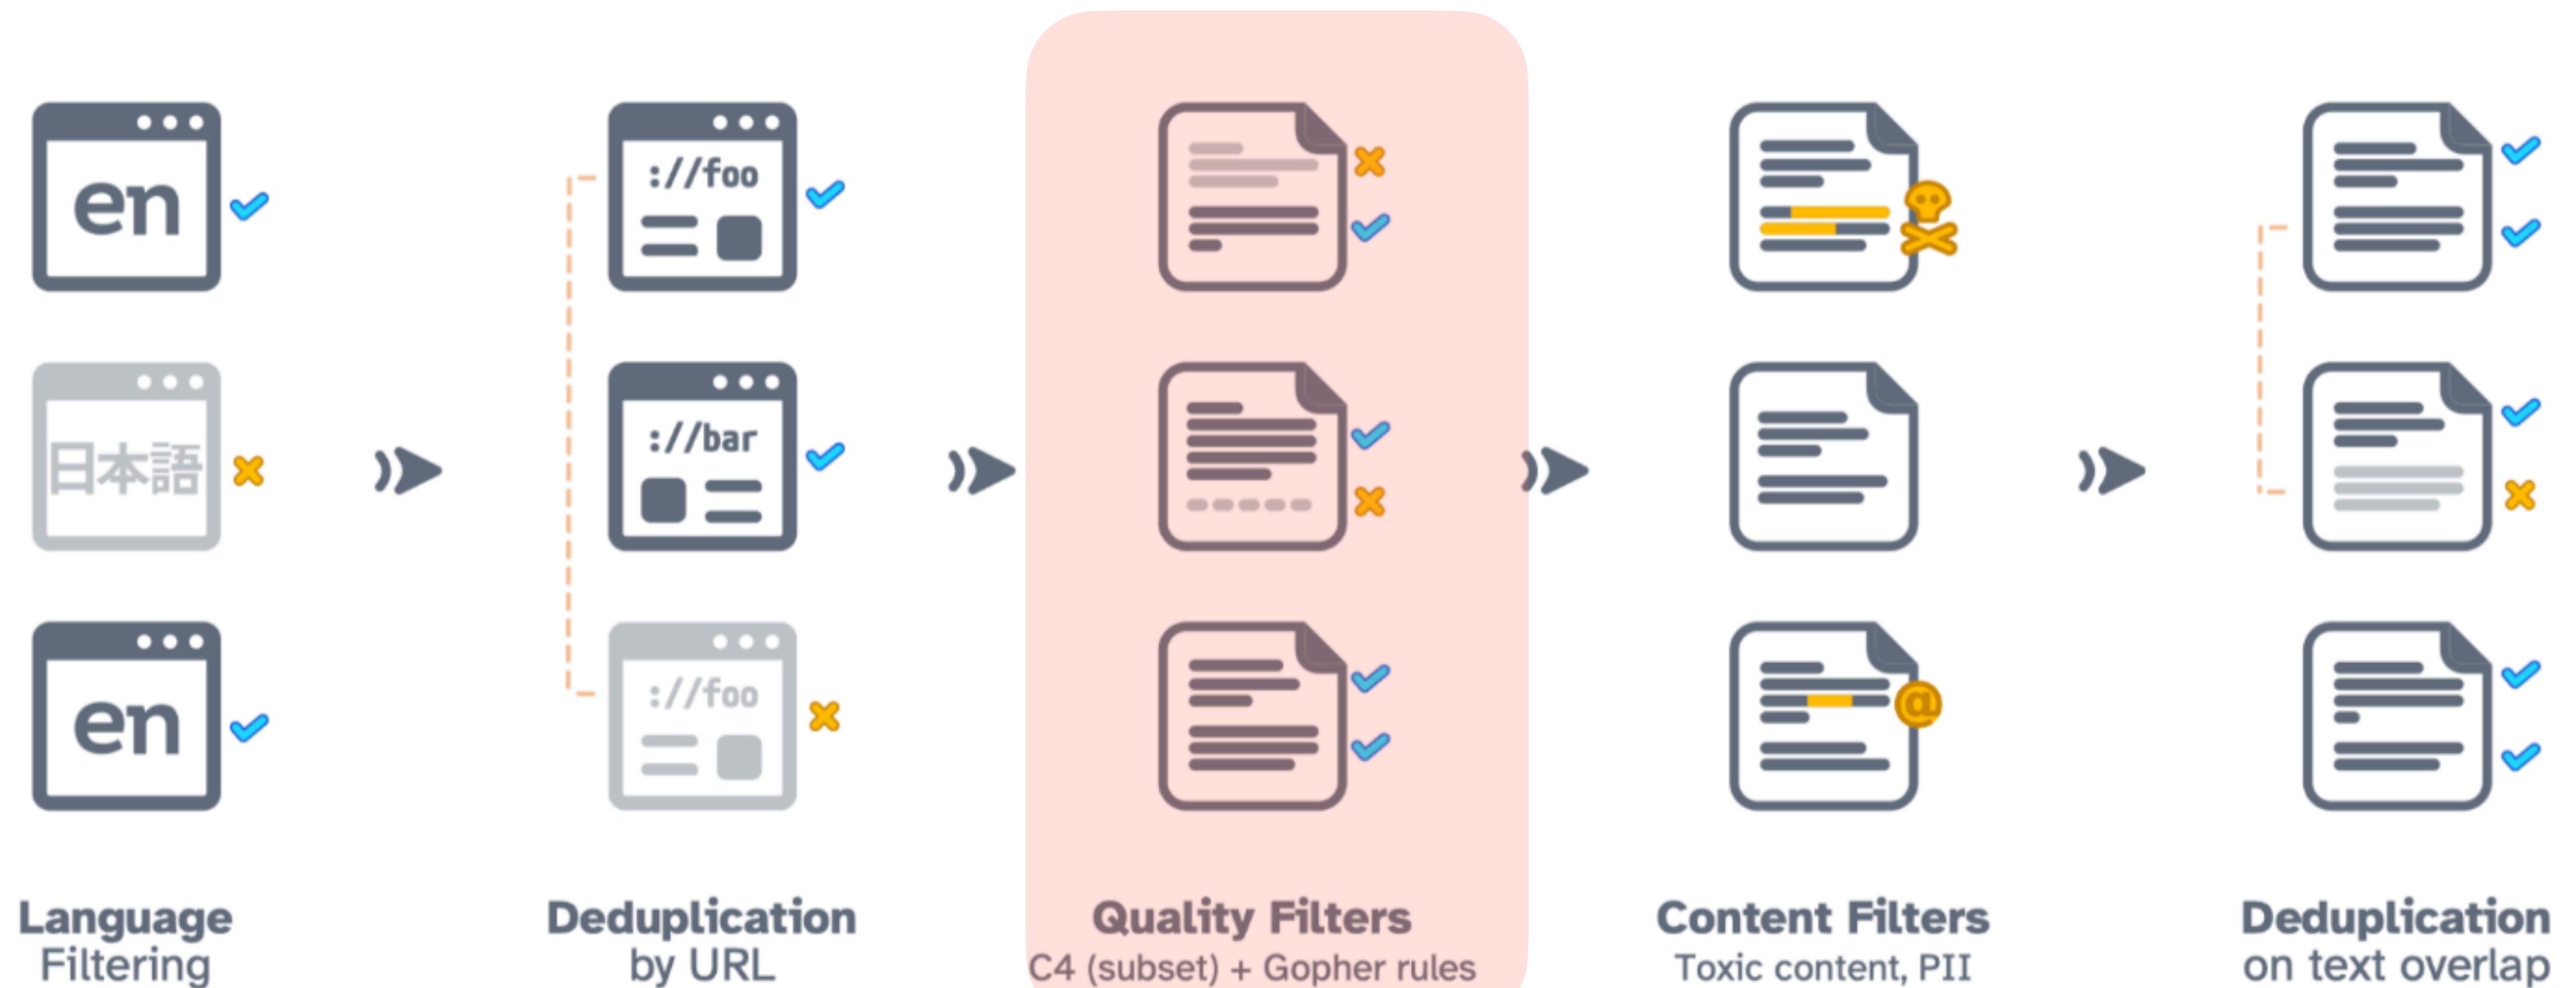 en
日本語
en
://foo
://bar
://foo
@
Language
Filtering
Deduplication
by URL
Quality Filters
C4 (subset) + Gopher rules
Content Filters
Toxic content, PII
Deduplication
on text overlap